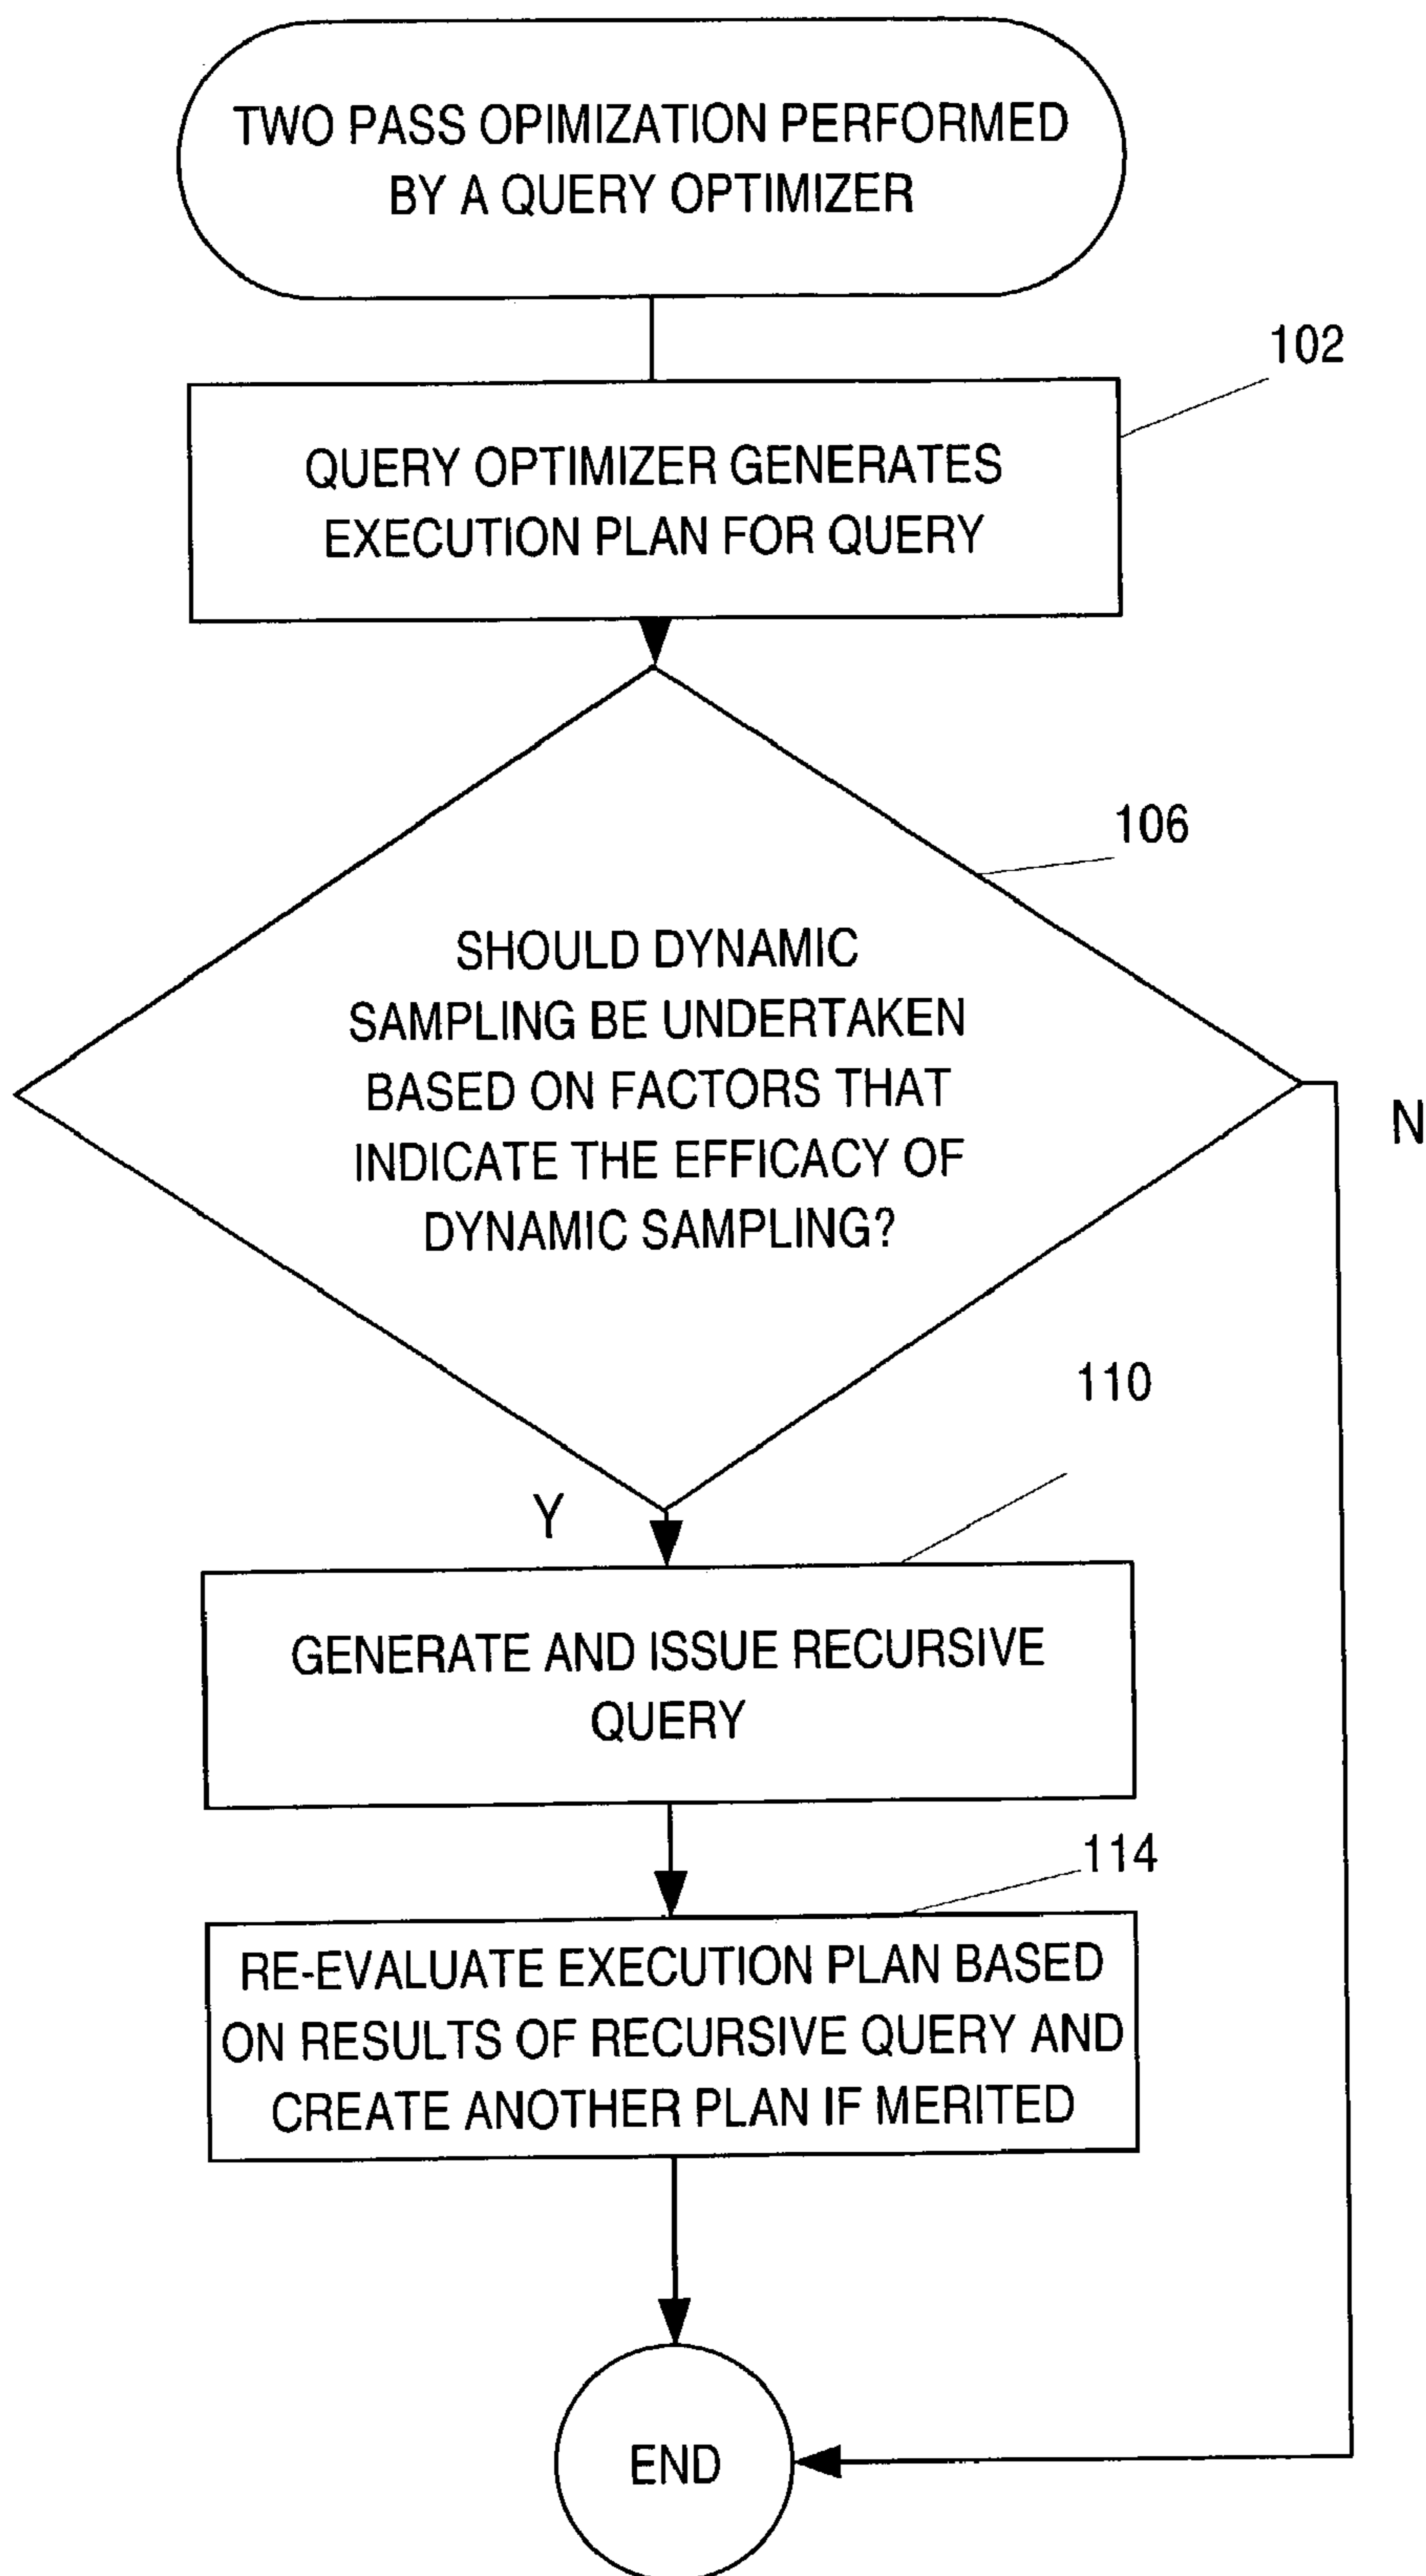 TWO PASS OPIMIZATION PERFORMED
BY A QUERY OPTIMIZER
102
QUERY OPTIMIZER GENERATES
EXECUTION PLAN FOR QUERY
106
SHOULD DYNAMIC
SAMPLING BE UNDERTAKEN
BASED ON FACTORS THAT
INDICATE THE EFFICACY OF
DYNAMIC SAMPLING?
N
110
Y
GENERATE AND ISSUE RECURSIVE
QUERY
114
RE-EVALUATE EXECUTION PLAN BASED
ON RESULTS OF RECURSIVE QUERY AND
CREATE ANOTHER PLAN IF MERITED
END